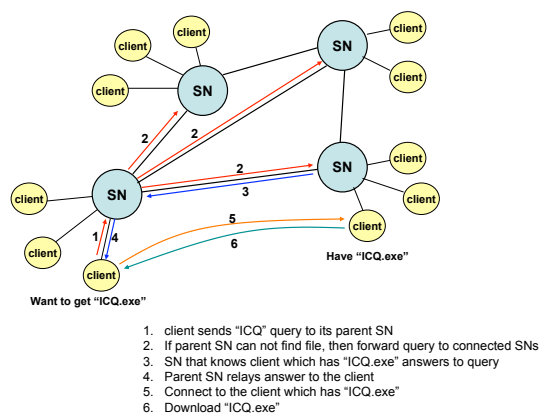 client
client
client
client
client
SN
SN
2
2
SN
2
3
SN
client
client
client
client
1
4
client
5
6
client
Have "ICQ.exe"
Want to get "ICQ.exe"
1. client sends "ICQ" query to its parent SN
2. If parent SN can not find file, then forward query to connected SNs
3. SN that knows client which has "ICQ.exe" answers to query
4. Parent SN relays answer to the client
5. Connect to the client which has "ICQ.exe"
6. Download "ICQ.exe"